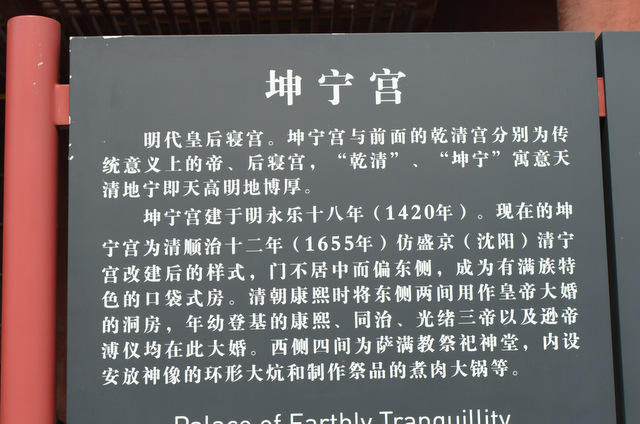 坤宁宫
明代皇后寝宫。坤宁宫与前面的乾清宫分别为传
统意义上的帝、后寝宫，“乾清”、“坤宁”寓意天
清地宁即天高明地博厚。
坤宁宫建于明永乐十八年（1420年）。现在的坤
宁宫为清顺治十二年（1655年）仿盛京（沈阳）清宁
宫改建后的样式，门不居中而偏东侧，成为有满族特
色的口袋式房。清朝康熙时将东侧两间用作皇帝大婚
的洞房，年幼登基的康熙、同治、光绪三帝以及逊帝
溥仪均在此大婚。西侧四间为萨满教祭祀神堂，内设
安放神像的环形大炕和制作祭品的煮肉大锅等。
Palace of Earthly Tranquillity